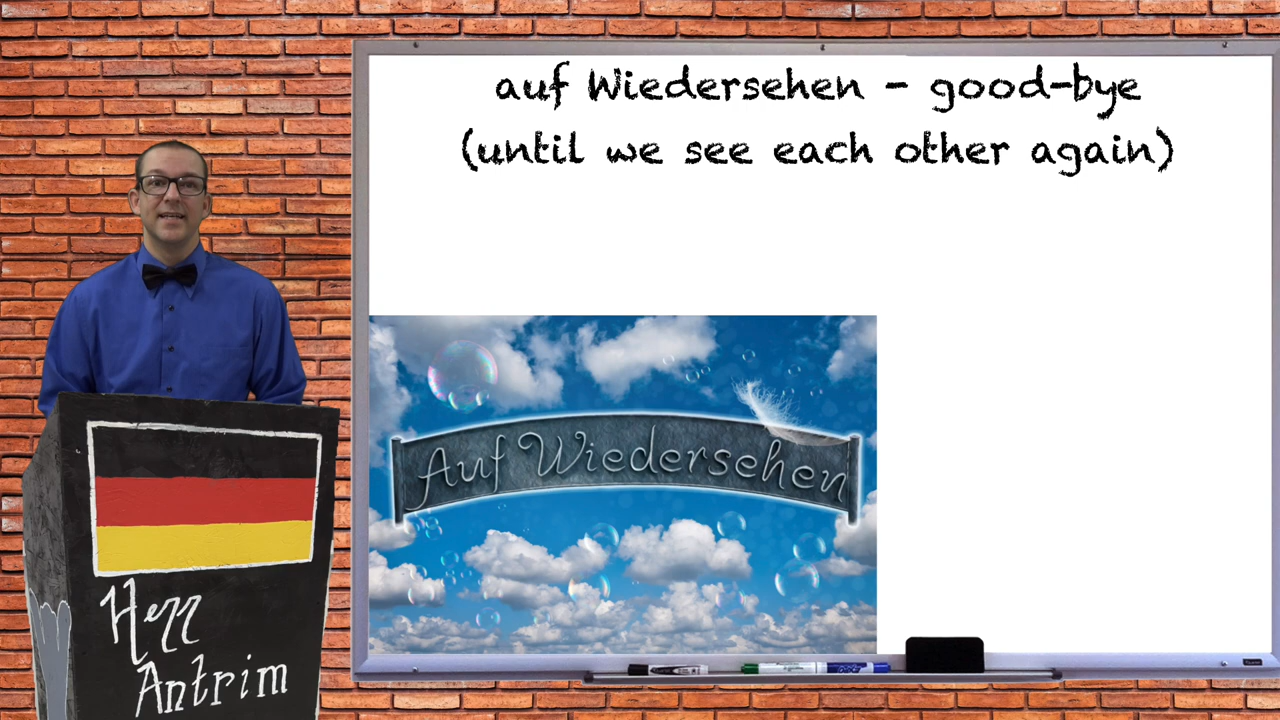 auf Wiedersehen - good-bye
(until we see each other again)
Auf Wiedersehen
Herr
Antrim